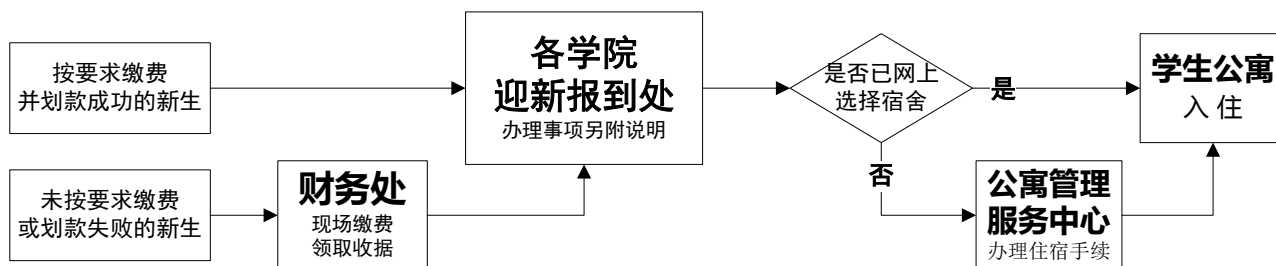 按要求缴费
并划款成功的新生
各学院
迎新报到处
办理事项另附说明
是否已网上
选择宿舍
是
学生公寓
入 住
未按要求缴费
或划款失败的新生
财务处
现场缴费
领取收据
否
公寓管理
服务中心
办理住宿手续